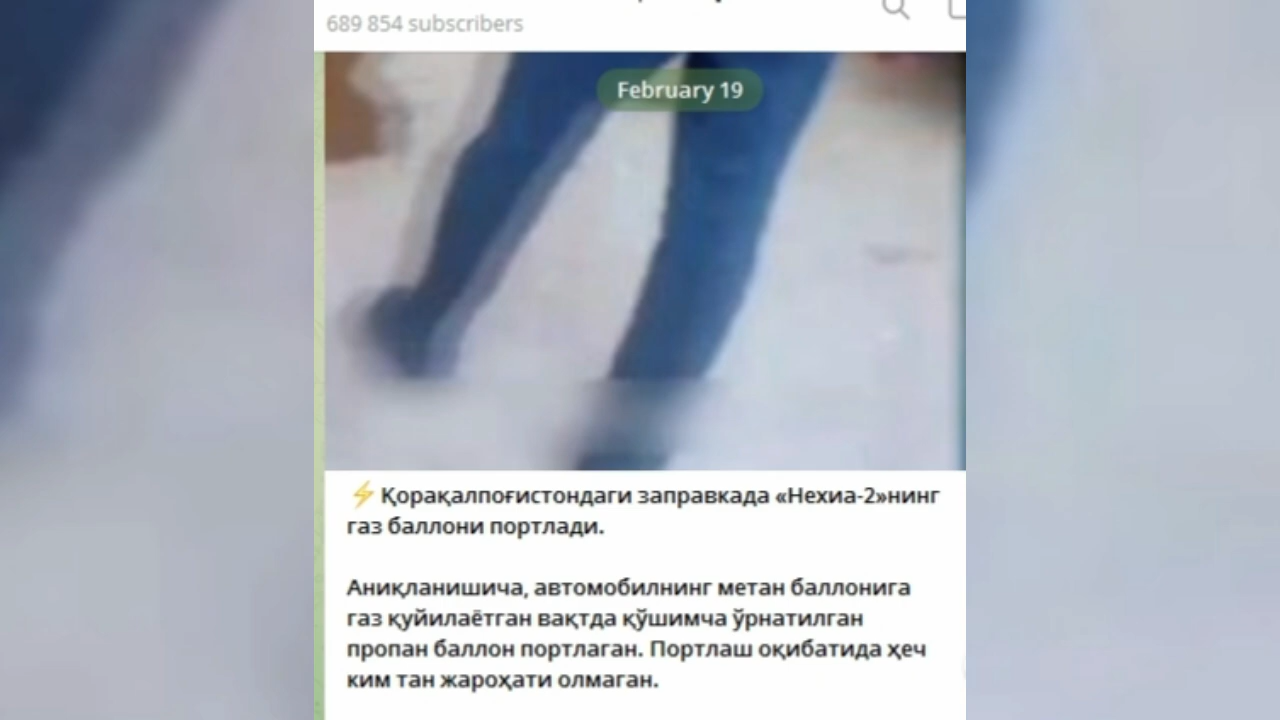 689 854 subscribers
February 19
⚡Қорақалпоғистондаги заправкада «Нехиа-2»нинг
газ баллони портлади.
Аниқланишича, автомобилнинг метан баллонига
газ қуйилаётган вақтда қўшимча ўрнатилган
пропан баллон портлаган. Портлаш оқибатида ҳеч
ким тан жароҳати олмаган.